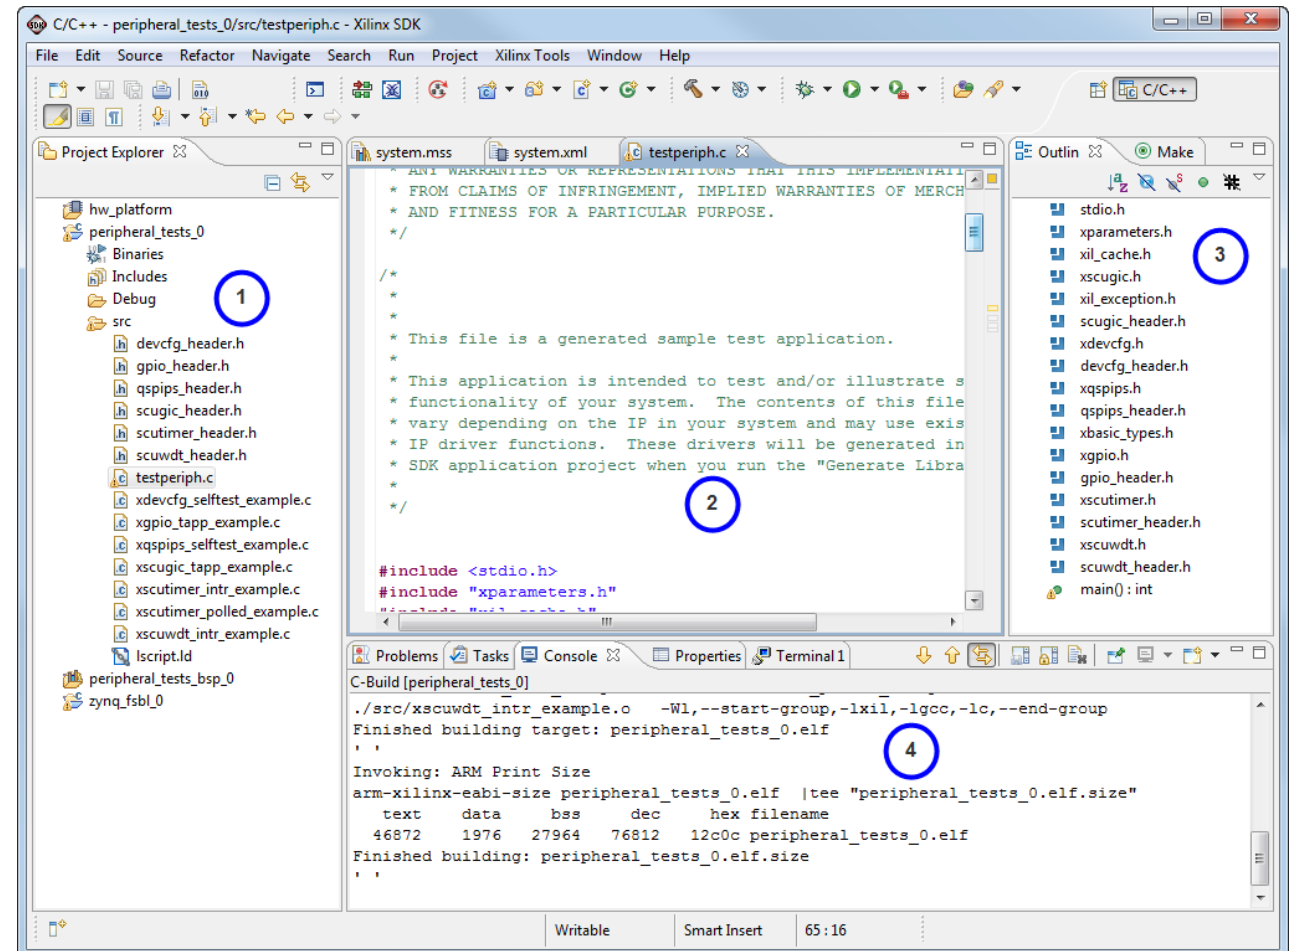 C/C++ - peripheral_tests_0/src/testperiph.c - Xilinx SDK
File Edit Source Refactor Navigate Search Run Project Xilinx Tools Window Help
C/C++
Project Explorer
hw_platform
peripheral_tests_0
Binaries
Includes
Debug
src
devcfg_header.h
gpio_header.h
qspips_header.h
scugic_header.h
scutimer_header.h
scuwdt_header.h
testperiph.c
xdevcfg_selftest_example.c
xgpio_tapp_example.c
xqspips_selftest_example.c
xscugic_tapp_example.c
xscutimer_intr_example.c
xscutimer_polled_example.c
xscuwdt_intr_example.c
lscript.ld
peripheral_tests_bsp_0
zynq_fsbl_0
1
system.mss system.xml testperiph.c
* ANY WARRANTIES OR REPRESENTATIONS THAT THIS IMPLEMENTATI
* FROM CLAIMS OF INFRINGEMENT, IMPLIED WARRANTIES OF MERCH
* AND FITNESS FOR A PARTICULAR PURPOSE.
*/
/*
*
*
* This file is a generated sample test application.
*
* This application is intended to test and/or illustrate s
* functionality of your system.  The contents of this file
* vary depending on the IP in your system and may use exis
* IP driver functions.  These drivers will be generated in
* SDK application project when you run the "Generate Libra
*
*/
2
#include <stdio.h>
#include "xparameters.h"
#include "xil_cache.h"
Outlin Make
stdio.h
xparameters.h
xil_cache.h
xscugic.h
xil_exception.h
scugic_header.h
xdevcfg.h
devcfg_header.h
xqspips.h
qspips_header.h
xbasic_types.h
xgpio.h
gpio_header.h
xscutimer.h
scutimer_header.h
xscuwdt.h
scuwdt_header.h
main() : int
3
Problems Tasks Console Properties Terminal 1
C-Build [peripheral_tests_0]
./src/xscuwdt_intr_example.o   -Wl,--start-group,-lxil,-lgcc,-lc,--end-group
Finished building target: peripheral_tests_0.elf
' '
Invoking: ARM Print Size
arm-xilinx-eabi-size peripheral_tests_0.elf  |tee "peripheral_tests_0.elf.size"
text data bss dec hex filename
46872 1976 27964 76812 12c0c peripheral_tests_0.elf
Finished building: peripheral_tests_0.elf.size
' '
4
Writable Smart Insert 65 : 16